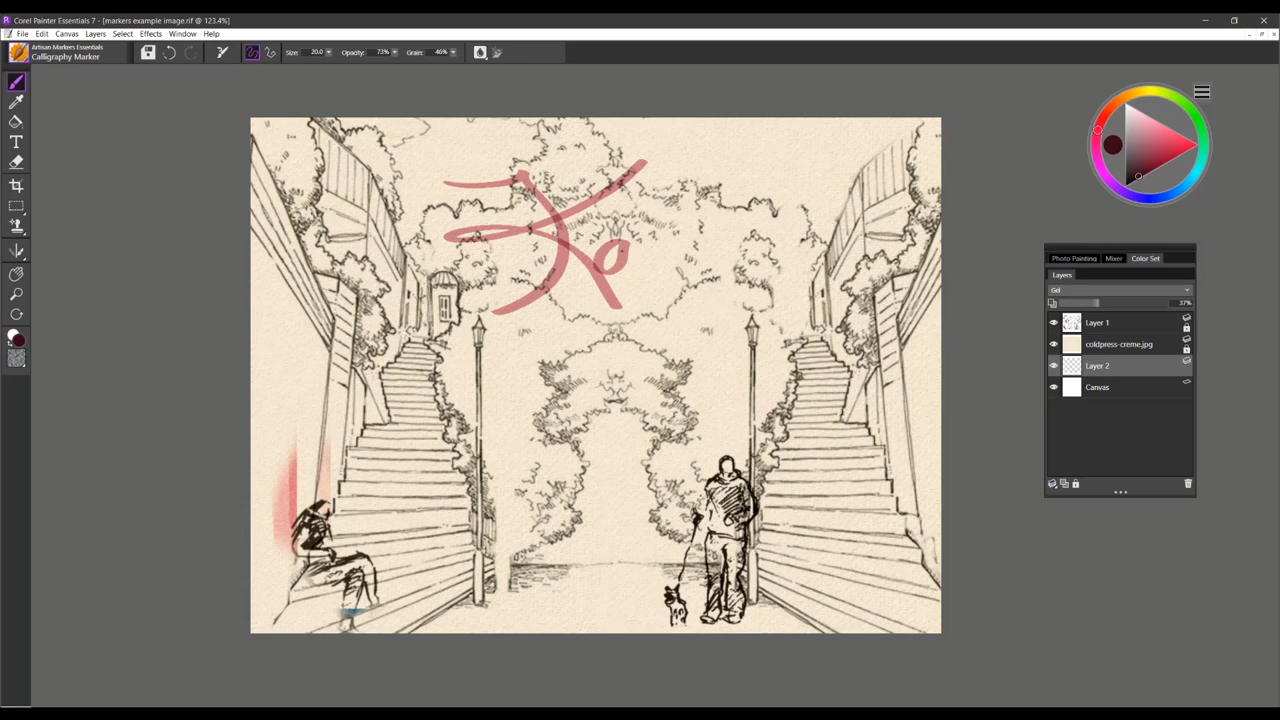 Corel Painter Essentials 7 - [markers example image.rif @ 123.4%]
File Edit Canvas Layers Select Effects Window Help
Artisan Markers Essentials
Calligraphy Marker
Size: 20.0 Opacity: 73% Grain: 46%
Photo Painting Mixer Color Set
Layers
Gel
37%
Layer 1
coldpress-creme.jpg
Layer 2
Canvas